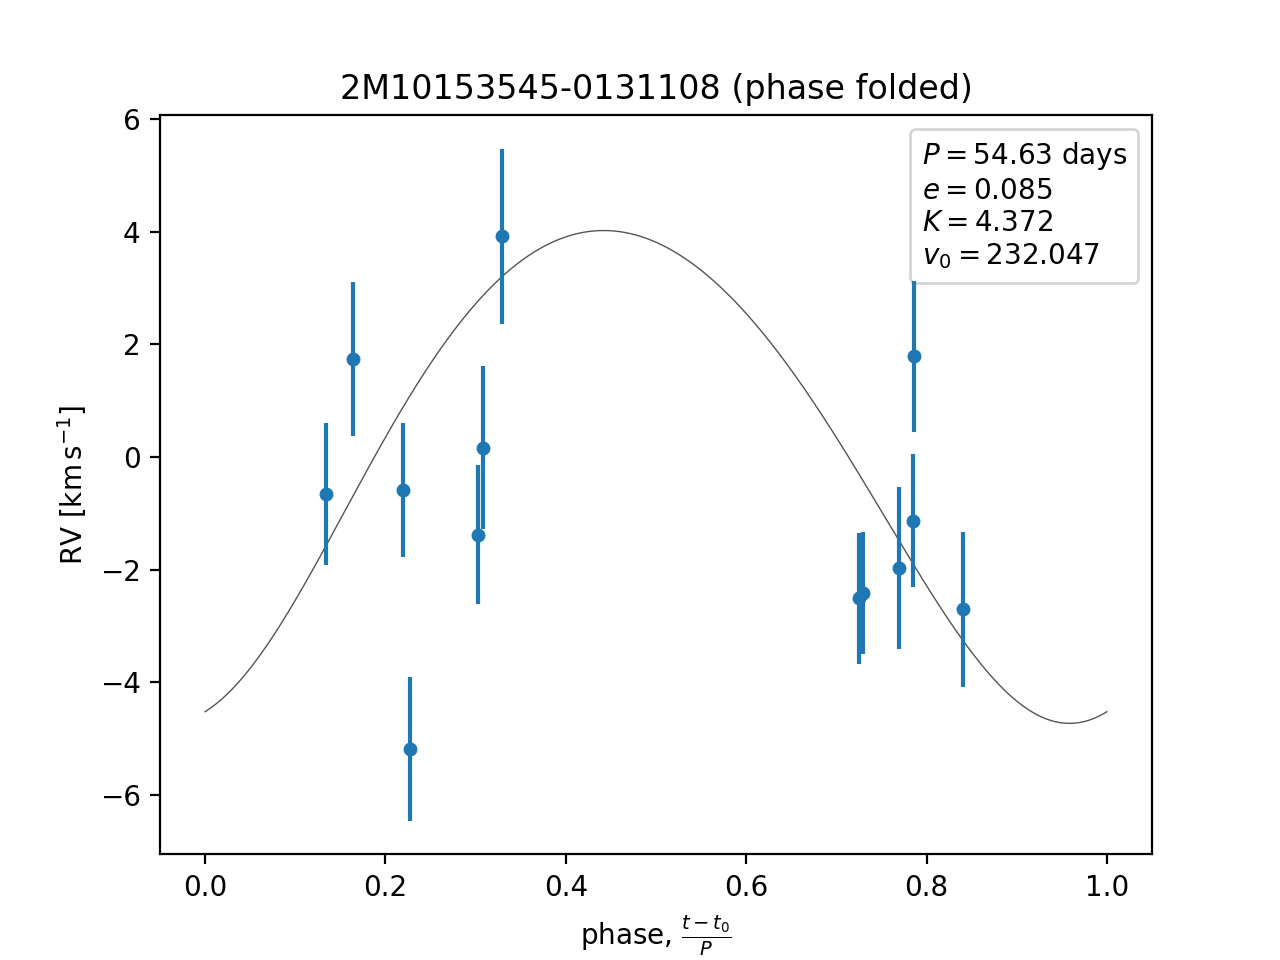 2M10153545-0131108 (phase folded)
P = 54.63 days
e = 0.085
K = 4.372
v₀ = 232.047
6
4
2
0
−2
−4
−6
RV [km s⁻¹]
0.0 0.2 0.4 0.6 0.8 1.0
phase, (t − t₀)/P